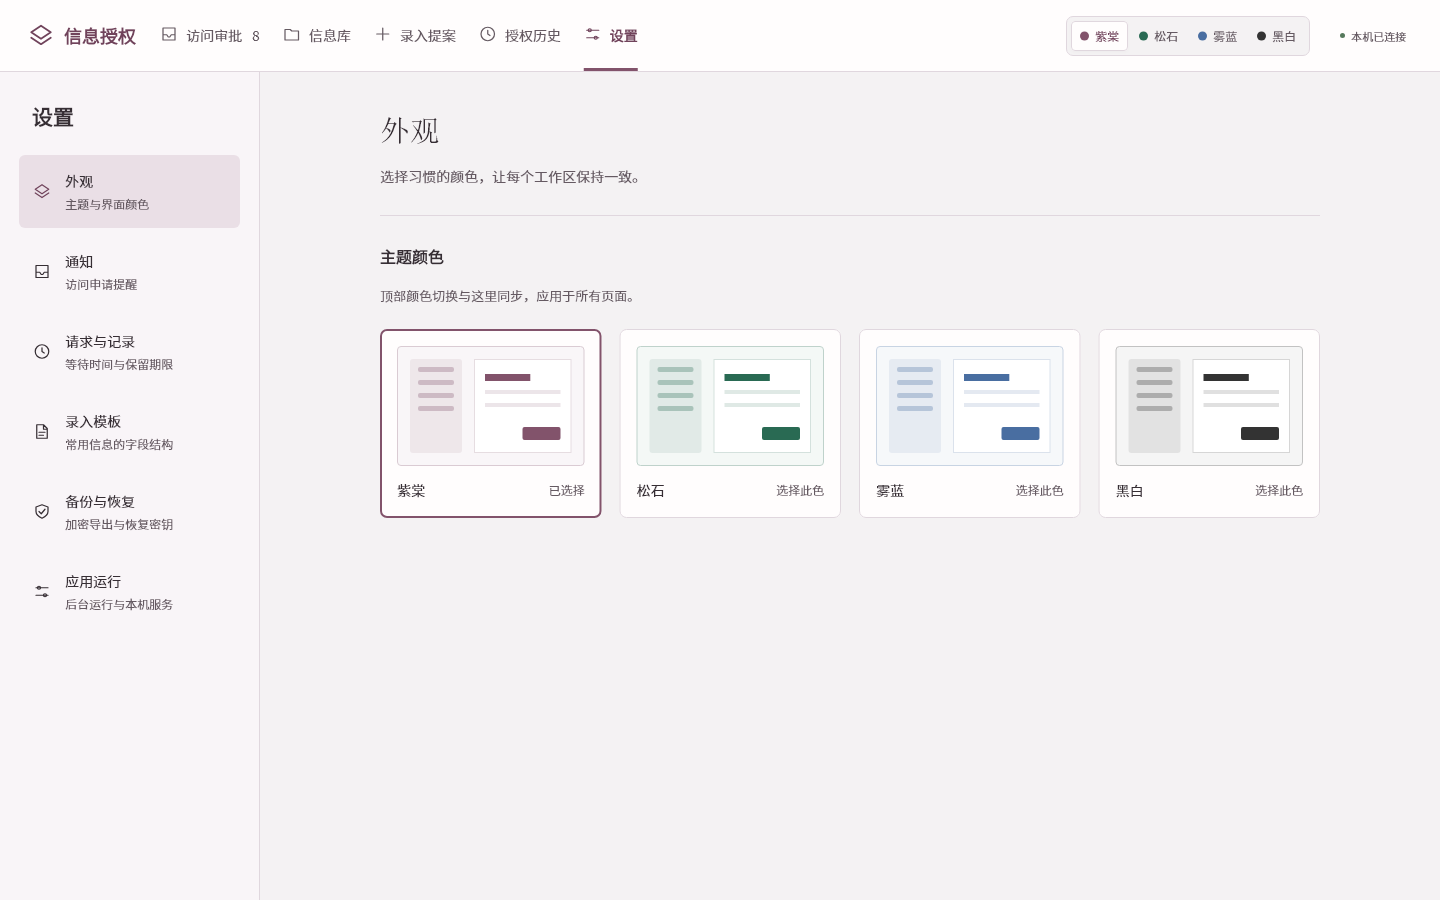 信息授权
访问审批 8
信息库
录入提案
授权历史
设置
紫棠
松石
雾蓝
黑白
本机已连接
设置
外观
主题与界面颜色
通知
访问申请提醒
请求与记录
等待时间与保留期限
录入模板
常用信息的字段结构
备份与恢复
加密导出与恢复密钥
应用运行
后台运行与本机服务
外观
选择习惯的颜色，让每个工作区保持一致。
主题颜色
顶部颜色切换与这里同步，应用于所有页面。
紫棠 已选择
松石 选择此色
雾蓝 选择此色
黑白 选择此色